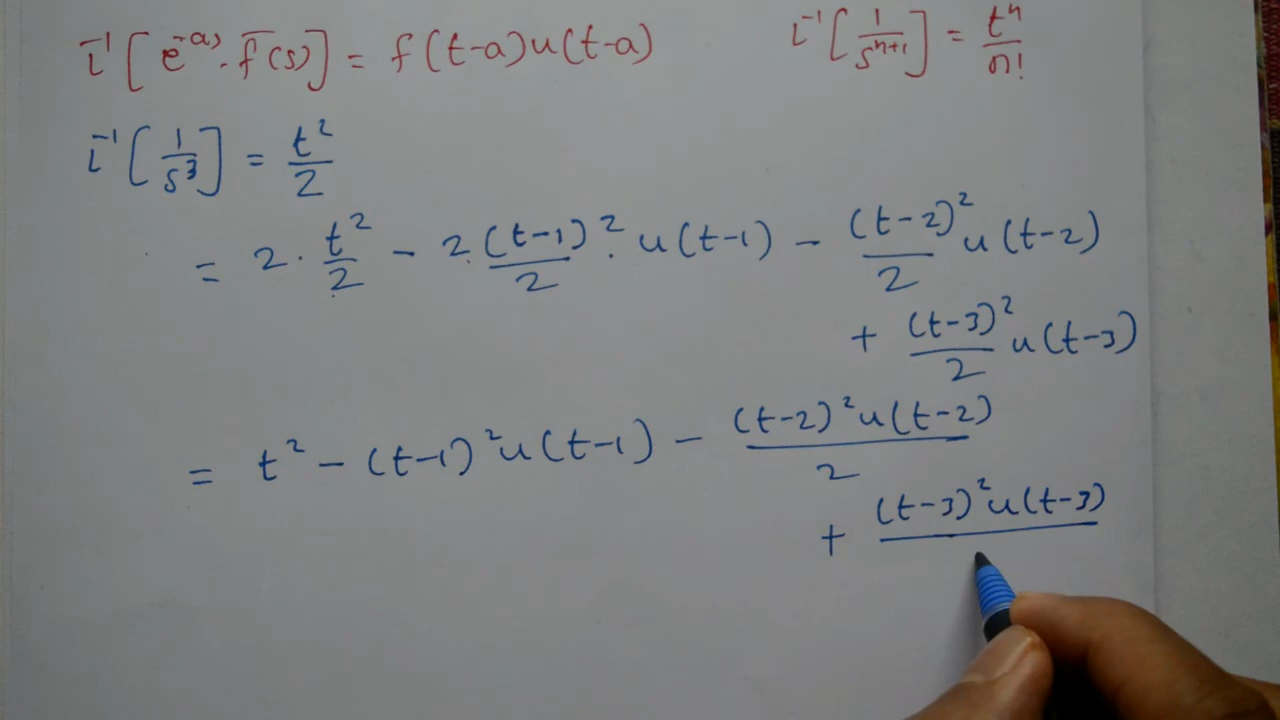 L⁻¹[e⁻ᵃˢ. f̅(s)] = f(t-a)u(t-a)    L⁻¹[1/sⁿ⁺¹] = tⁿ/n!
L⁻¹[1/s³] = t²/2
= 2. t²/2 - 2.(t-1)²/2 . u(t-1) - (t-2)²/2 u(t-2)
+ (t-3)²/2 u(t-3)
= t² - (t-1)²u(t-1) - (t-2)²u(t-2)/2
+ (t-3)²u(t-3)/